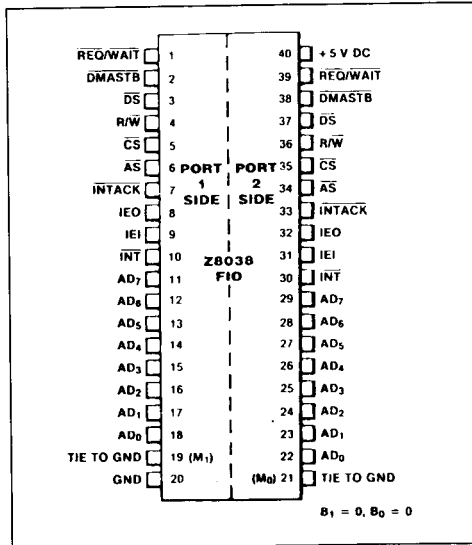 REQ/WAIT 1 40 + 5 V DC
DMASTB 2 39 REQ/WAIT
DS 3 38 DMASTB
R/W 4 37 DS
CS 5 36 R/W
AS 6 35 CS
INTACK 7 34 AS
PORT 1 SIDE
PORT 2 SIDE
IEO 8 33 INTACK
IEI 9 32 IEO
INT 10 31 IEI
Z8038 FIO
AD7 11 30 INT
AD6 12 29 AD7
AD5 13 28 AD6
AD4 14 27 AD5
AD3 15 26 AD4
AD2 16 25 AD3
AD1 17 24 AD2
AD0 18 23 AD1
TIE TO GND 19 (M1) 22 AD0
GND 20 (M0) 21 TIE TO GND
B1 = 0, B0 = 0